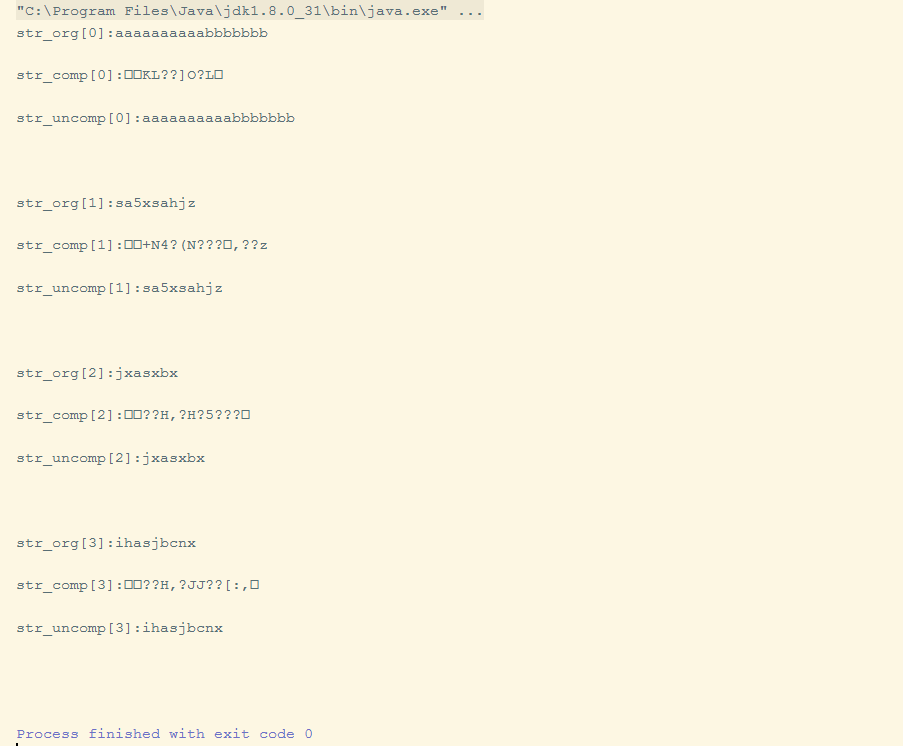 "C:\Program Files\Java\jdk1.8.0_31\bin\java.exe" ...
str_org[0]:aaaaaaaaaabbbbbbb
str_comp[0]:□□KL??]O?L□
str_uncomp[0]:aaaaaaaaaabbbbbbb
str_org[1]:sa5xsahjz
str_comp[1]:□□+N4?(N???□,??z
str_uncomp[1]:sa5xsahjz
str_org[2]:jxasxbx
str_comp[2]:□□??H,?H?5???□
str_uncomp[2]:jxasxbx
str_org[3]:ihasjbcnx
str_comp[3]:□□??H,?JJ??[:,□
str_uncomp[3]:ihasjbcnx
Process finished with exit code 0